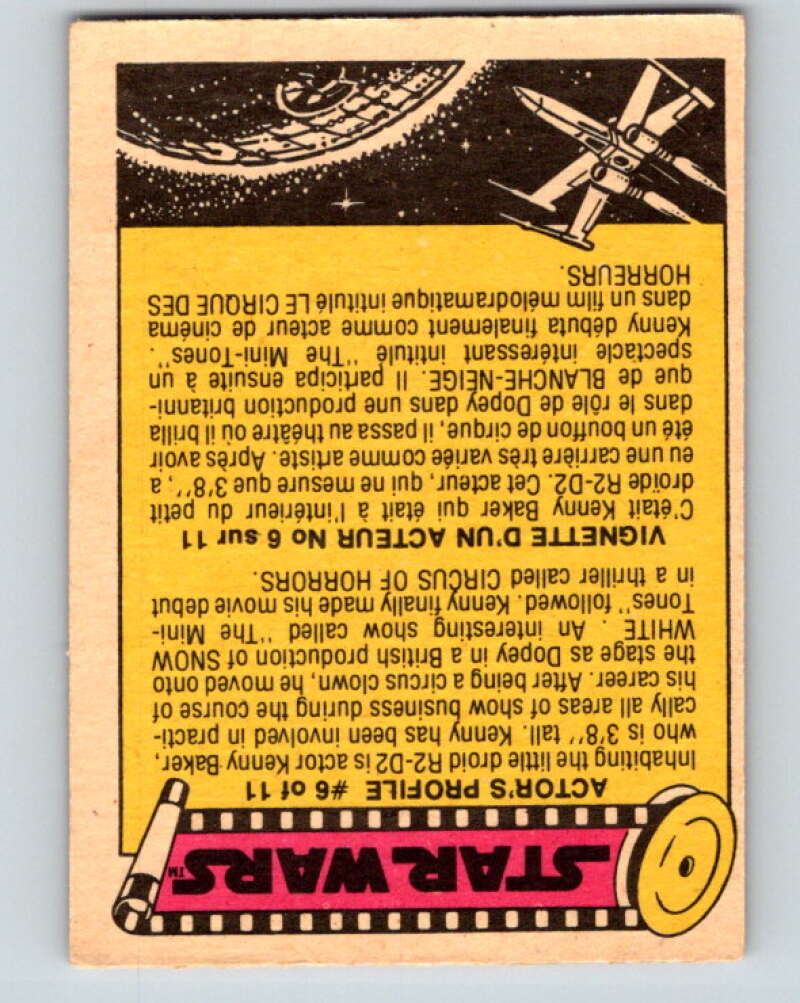 STAR WARS™
ACTOR'S PROFILE #6 of 11
Inhabiting the little droid R2-D2 is actor Kenny Baker,
who is 3'8'' tall. Kenny has been involved in practi-
cally all areas of show business during the course of
his career. After being a circus clown, he moved onto
the stage as Dopey in a British production of SNOW
WHITE . An interesting show called "The Mini-
Tones" followed. Kenny finally made his movie debut
in a thriller called CIRCUS OF HORRORS.
VIGNETTE D'UN ACTEUR No 6 sur 11
C'était Kenny Baker qui était à l'intérieur du petit
droïde R2-D2. Cet acteur, qui ne mesure que 3'8'', a
eu une carrière très variée comme artiste. Après avoir
été un bouffon de cirque, il passa au théâtre où il brilla
dans le rôle de Dopey dans une production britanni-
que de BLANCHE-NEIGE. Il participa ensuite à un
spectacle intéressant intitulé "The Mini-Tones".
Kenny débuta finalement comme acteur de cinéma
dans un film mélodramatique intitulé LE CIRQUE DES
HORREURS.